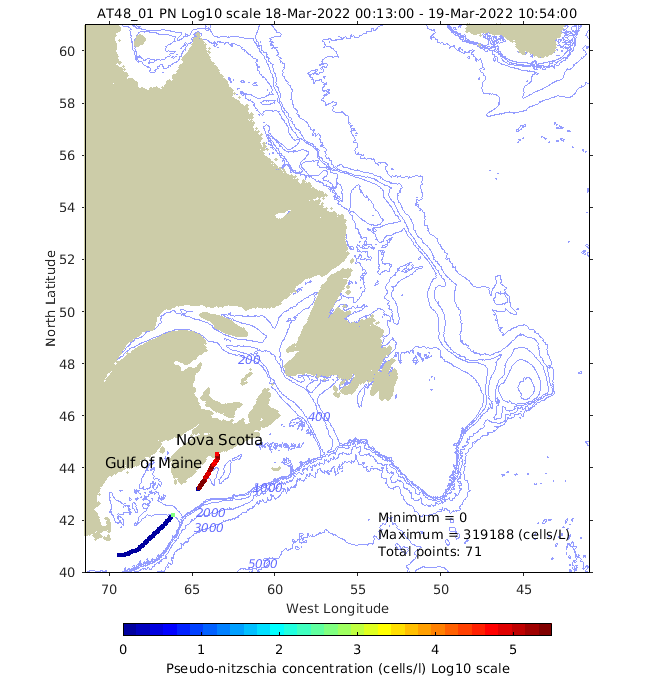 AT48_01 PN Log10 scale 18-Mar-2022 00:13:00 - 19-Mar-2022 10:54:00
60
58
56
54
52
50
48
46
44
42
40
North Latitude
200
400
Nova Scotia
Gulf of Maine
1000
2000
3000
5000
Minimum = 0
Maximum = 319188 (cells/L)
Total points: 71
70 65 60 55 50 45
West Longitude
0 1 2 3 4 5
Pseudo-nitzschia concentration (cells/l) Log10 scale